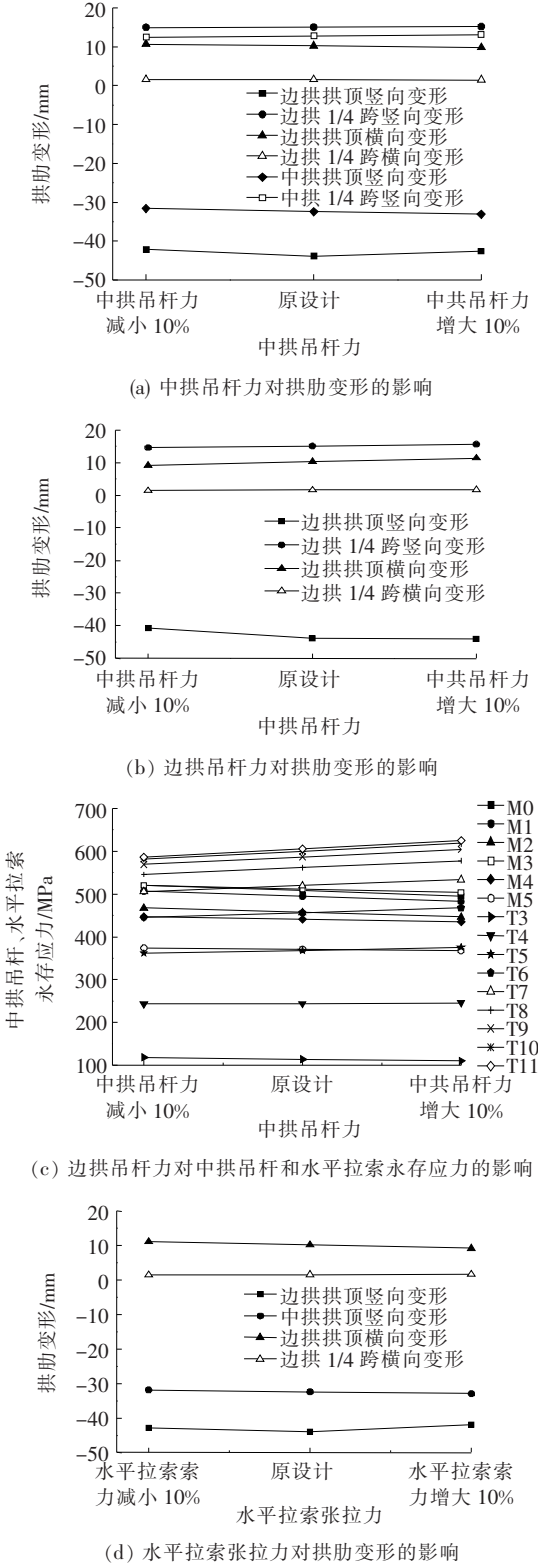 20
10
0
-10
-20
-30
-40
-50
拱肋变形/mm
边拱拱顶竖向变形
边拱 1/4 跨竖向变形
边拱拱顶横向变形
边拱 1/4 跨横向变形
中拱拱顶竖向变形
中拱 1/4 跨竖向变形
中拱吊杆力
减小 10%
原设计
中共吊杆力
增大 10%
中拱吊杆力
(a) 中拱吊杆力对拱肋变形的影响
20
10
0
-10
-20
-30
-40
-50
拱肋变形/mm
边拱拱顶竖向变形
边拱 1/4 跨竖向变形
边拱拱顶横向变形
边拱 1/4 跨横向变形
中拱吊杆力
减小 10%
原设计
中共吊杆力
增大 10%
中拱吊杆力
(b) 边拱吊杆力对拱肋变形的影响
700
600
500
400
300
200
100
中拱吊杆、水平拉索
永存应力/MPa
M0
M1
M2
M3
M4
M5
T3
T4
T5
T6
T7
T8
T9
T10
T11
中拱吊杆力
减小 10%
原设计
中共吊杆力
增大 10%
中拱吊杆力
(c) 边拱吊杆力对中拱吊杆和水平拉索永存应力的影响
20
10
0
-10
-20
-30
-40
-50
拱肋变形/mm
边拱拱顶竖向变形
中拱拱顶竖向变形
边拱拱顶横向变形
边拱 1/4 跨横向变形
水平拉索索
力减小 10%
原设计
水平拉索索
力增大 10%
水平拉索张拉力
(d) 水平拉索张拉力对拱肋变形的影响